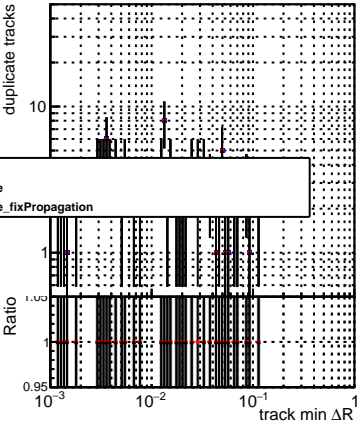 duplicate tracks
10
e
e_fixPropagation
1
Ratio
1.05
1
0.95
10⁻³
10⁻²
10⁻¹
1
track min ΔR